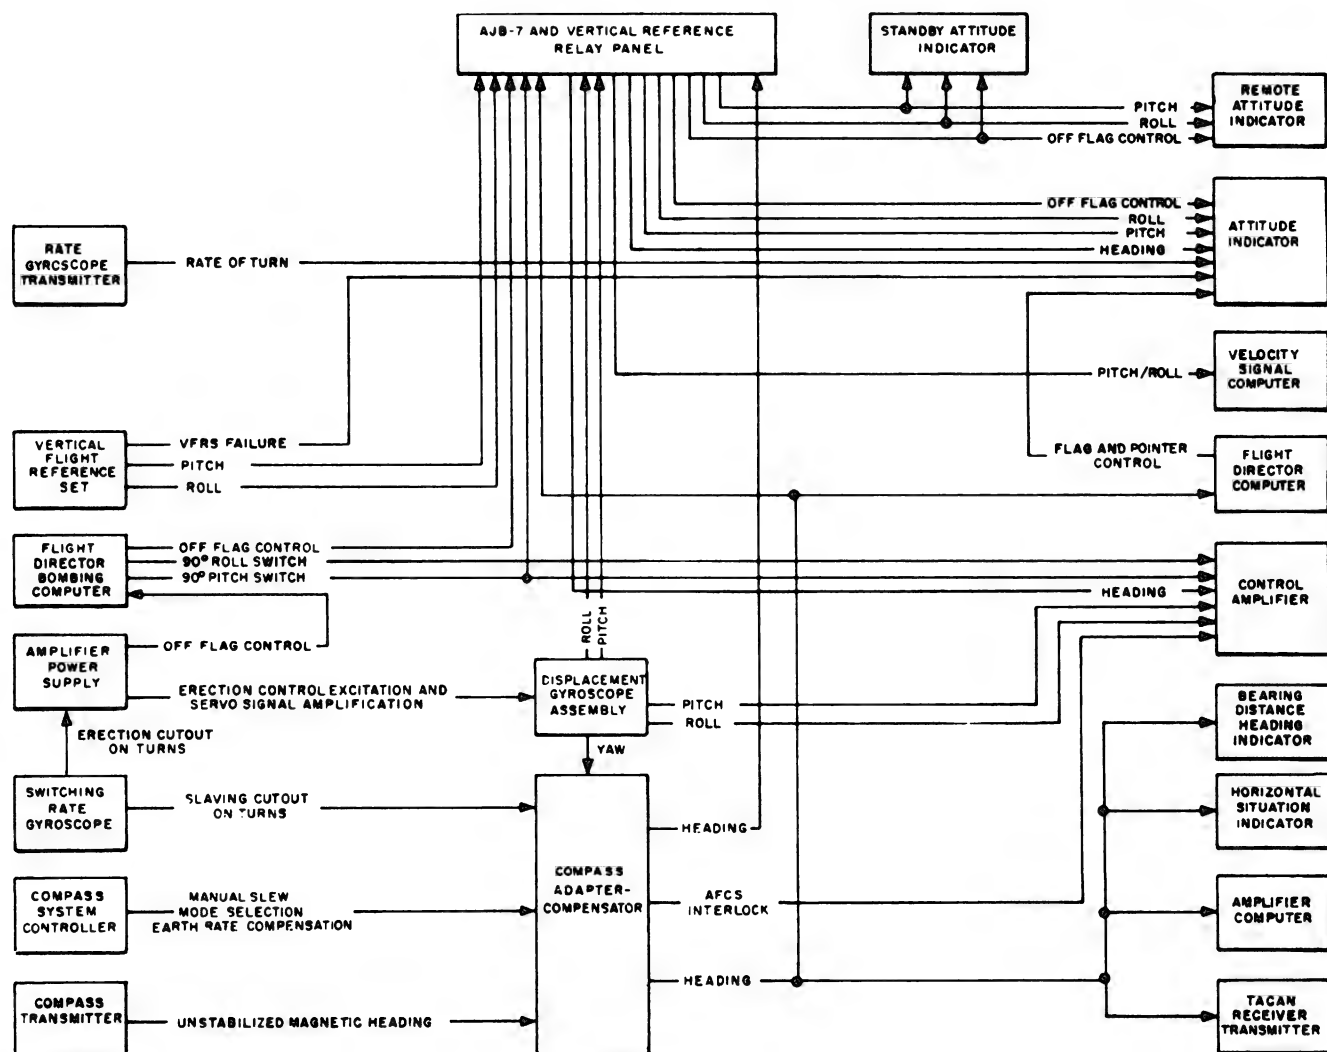 AJB-7 AND VERTICAL REFERENCE
RELAY PANEL
STANDBY ATTITUDE
INDICATOR
PITCH
ROLL
OFF FLAG CONTROL
REMOTE
ATTITUDE
INDICATOR
OFF FLAG CONTROL
ROLL
PITCH
HEADING
ATTITUDE
INDICATOR
RATE
GYRCSCOPE
TRANSMITTER
RATE OF TURN
PITCH/ROLL
VELOCITY
SIGNAL
COMPUTER
VERTICAL
FLIGHT
REFERENCE
SET
VFRS FAILURE
PITCH
ROLL
FLAG AND POINTER
CONTROL
FLIGHT
DIRECTOR
COMPUTER
FLIGHT
DIRECTOR
BOMBING
COMPUTER
OFF FLAG CONTROL
90° ROLL SWITCH
90° PITCH SWITCH
HEADING
CONTROL
AMPLIFIER
ROLL
PITCH
AMPLIFIER
POWER
SUPPLY
OFF FLAG CONTROL
ERECTION CONTROL EXCITATION AND
SERVO SIGNAL AMPLIFICATION
DISPLACEMENT
GYROSCOPE
ASSEMBLY
PITCH
ROLL
BEARING
DISTANCE
HEADING
INDICATOR
ERECTION CUTOUT
ON TURNS
YAW
SWITCHING
RATE
GYROSCOPE
SLAVING CUTOUT
ON TURNS
HEADING
HORIZONTAL
SITUATION
INDICATOR
COMPASS
SYSTEM
CONTROLLER
MANUAL SLEW
MODE SELECTION
EARTH RATE COMPENSATION
COMPASS
ADAPTER-
COMPENSATOR
AFCS
INTERLOCK
AMPLIFIER
COMPUTER
COMPASS
TRANSMITTER
UNSTABILIZED MAGNETIC HEADING
HEADING
TACAN
RECEIVER
TRANSMITTER